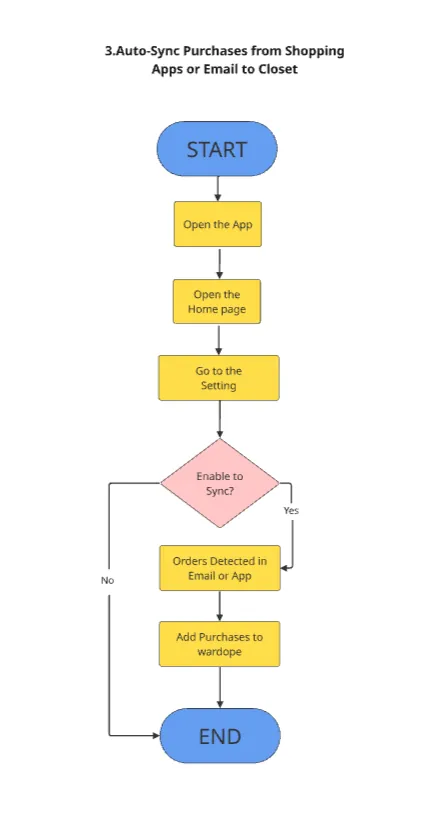 3.Auto-Sync Purchases from Shopping
Apps or Email to Closet
START
Open the App
Open the
Home page
Go to the
Setting
Enable to
Sync?
Yes
Orders Detected in
Email or App
No
Add Purchases to
wardope
END